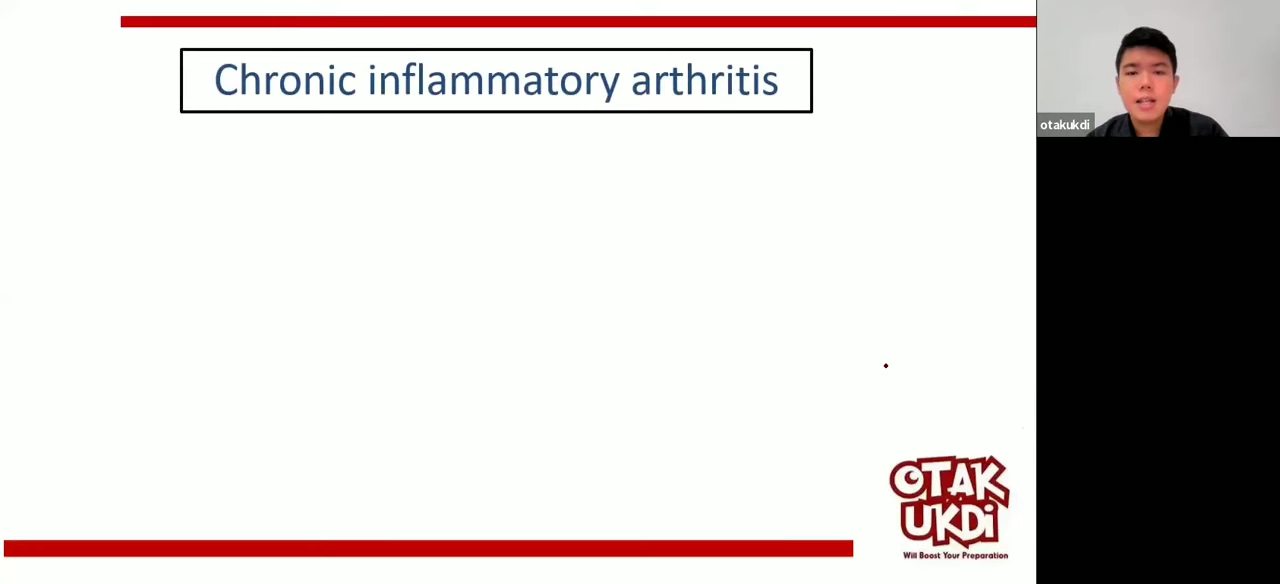 Chronic inflammatory arthritis
otakukdi
OTAK
UKDi
Will Boost Your Preparation